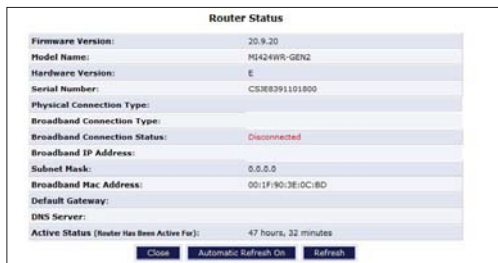 Router Status
Firmware Version: 20.9.20
Model Name: MI424WR-GEN2
Hardware Version: E
Serial Number: CSJE8391101800
Physical Connection Type:
Broadband Connection Type:
Broadband Connection Status: Disconnected
Broadband IP Address:
Subnet Mask: 0.0.0.0
Broadband Mac Address: 00:1F:90:3E:0C:BD
Default Gateway:
DNS Server:
Active Status (Router Has Been Active For): 47 hours, 32 minutes
Close Automatic Refresh On Refresh